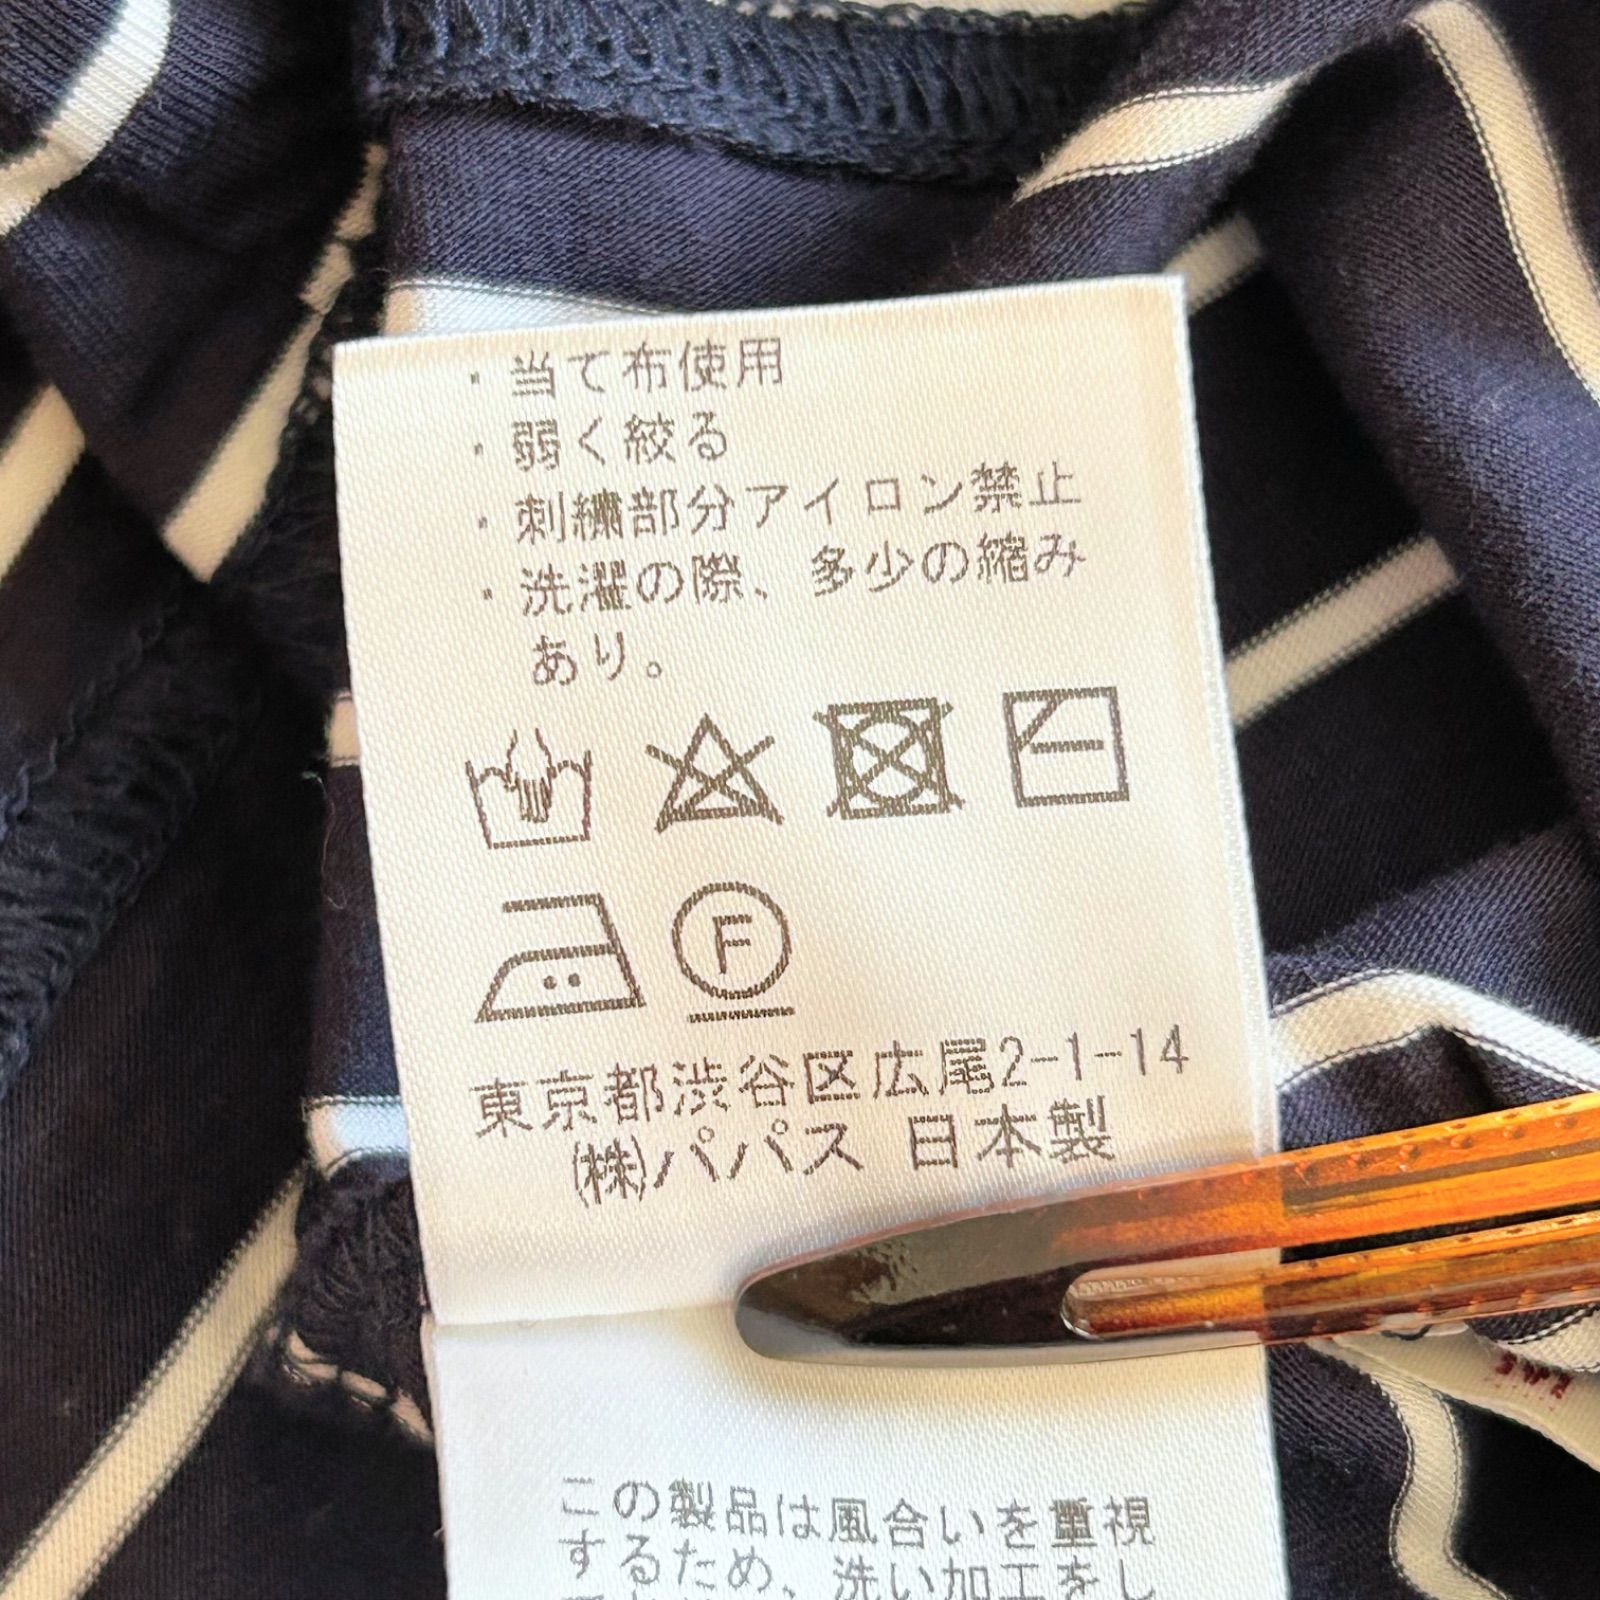 ・当て布使用
・弱く絞る
・刺繍部分アイロン禁止
・洗濯の際、多少の縮み
あり。
F
東京都渋谷区広尾2-1-14
(株)パパス 日本製
この製品は風合いを重視
するため、洗い加工をし